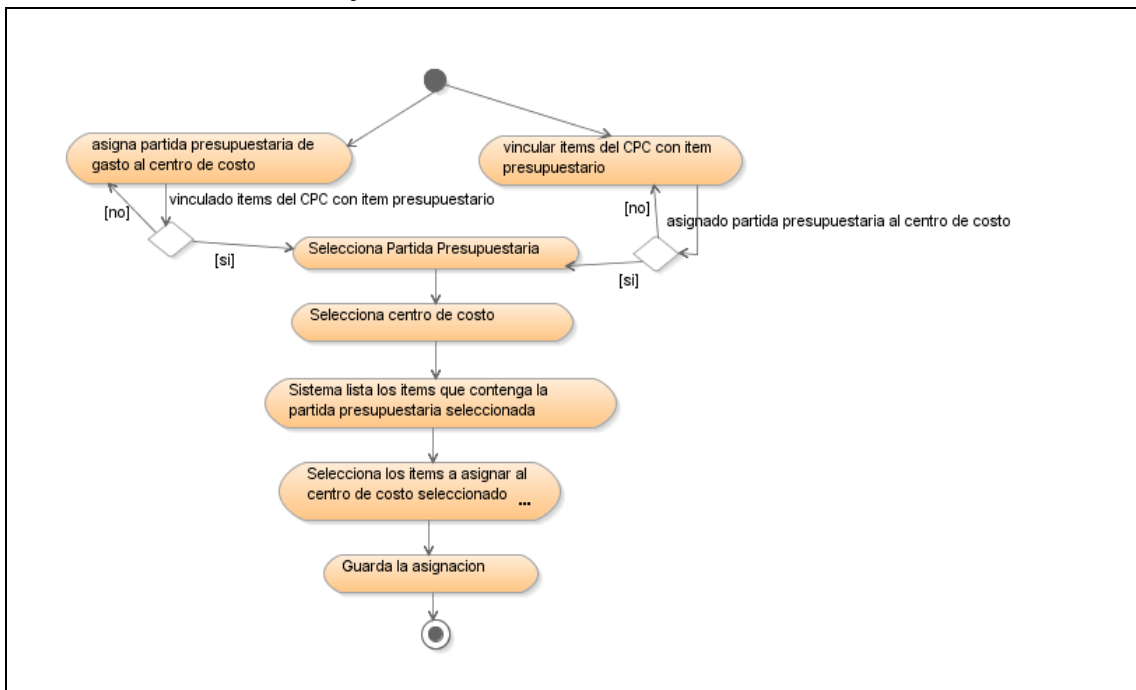 asigna partida presupuestaria de
gasto al centro de costo
vincular items del CPC con item
presupuestario
vinculado items del CPC con item presupuestario
[no]
[no]
asignado partida presupuestaria al centro de costo
Selecciona Partida Presupuestaria
[si]
[si]
Selecciona centro de costo
Sistema lista los items que contenga la
partida presupuestaria seleccionada
Selecciona los items a asignar al
centro de costo seleccionado ...
Guarda la asignacion